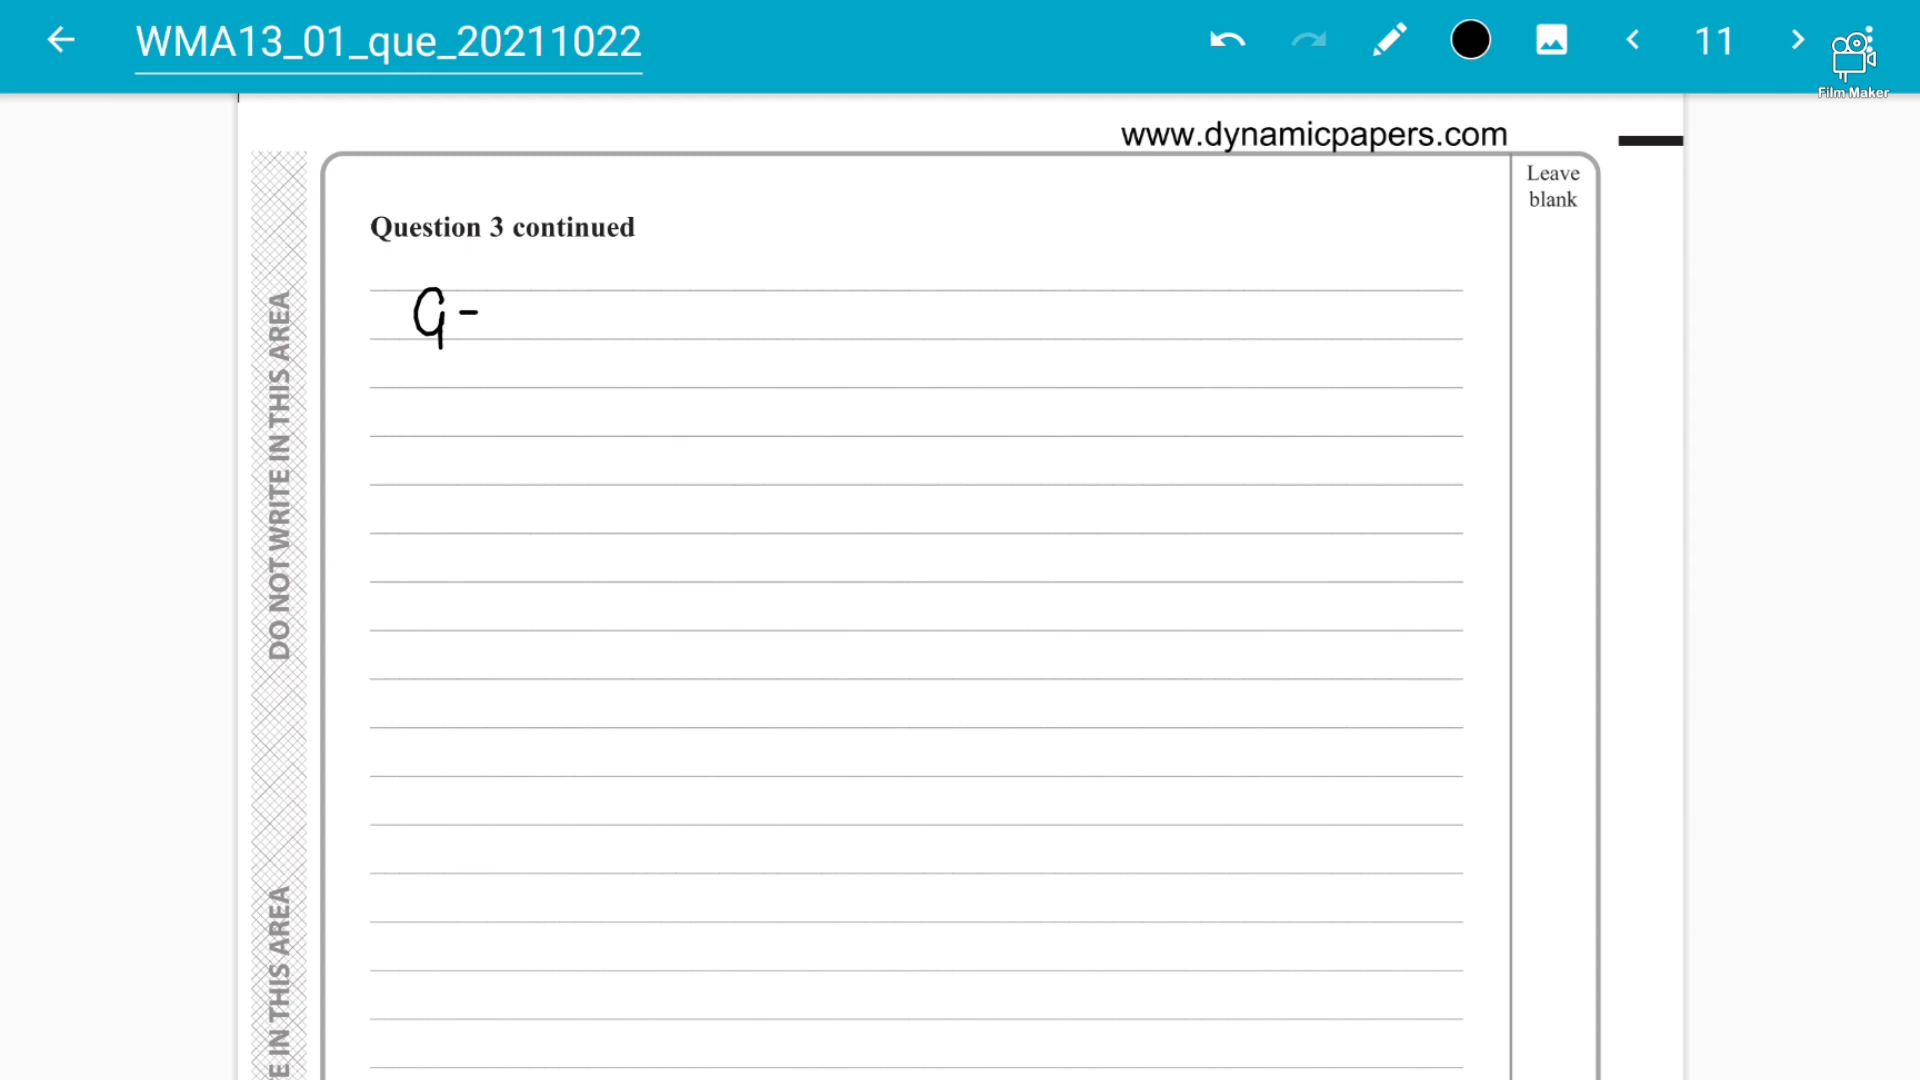 WMA13_01_que_20211022
11
Film Maker
www.dynamicpapers.com
Leave
blank
Question 3 continued
G -
DO NOT WRITE IN THIS AREA
E IN THIS AREA